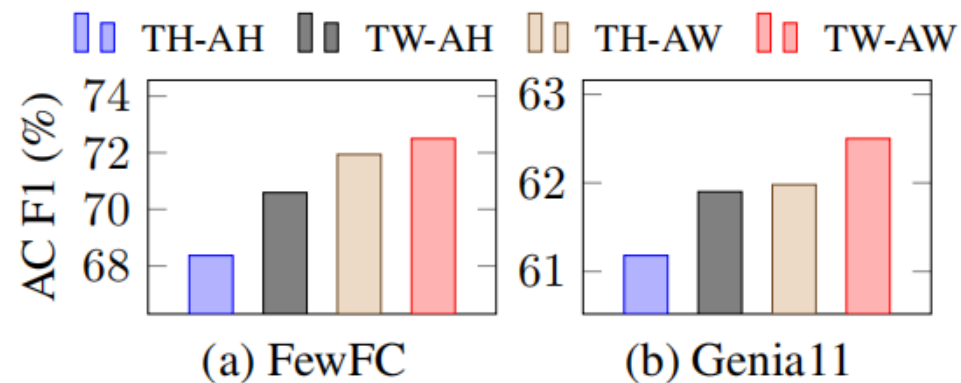 TH-AH TW-AH TH-AW TW-AW
AC F1 (%)
74
72
70
68
63
62
61
(a) FewFC
(b) Genia11